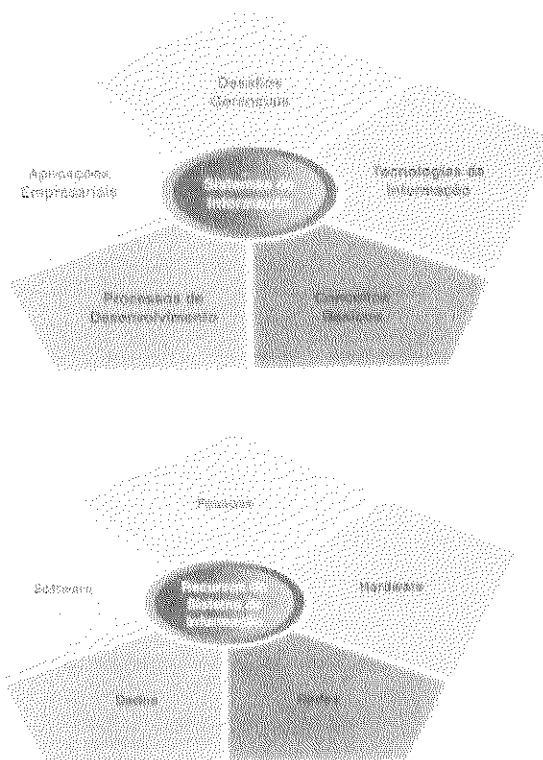 Desafios
Gerenciais
Aplicações
Empresariais
Sistemas de
Informação
Tecnologias da
Informação
Processos de
Desenvolvimento
Conceitos
Básicos
Pessoas
Software
Hardware
Dados
Redes